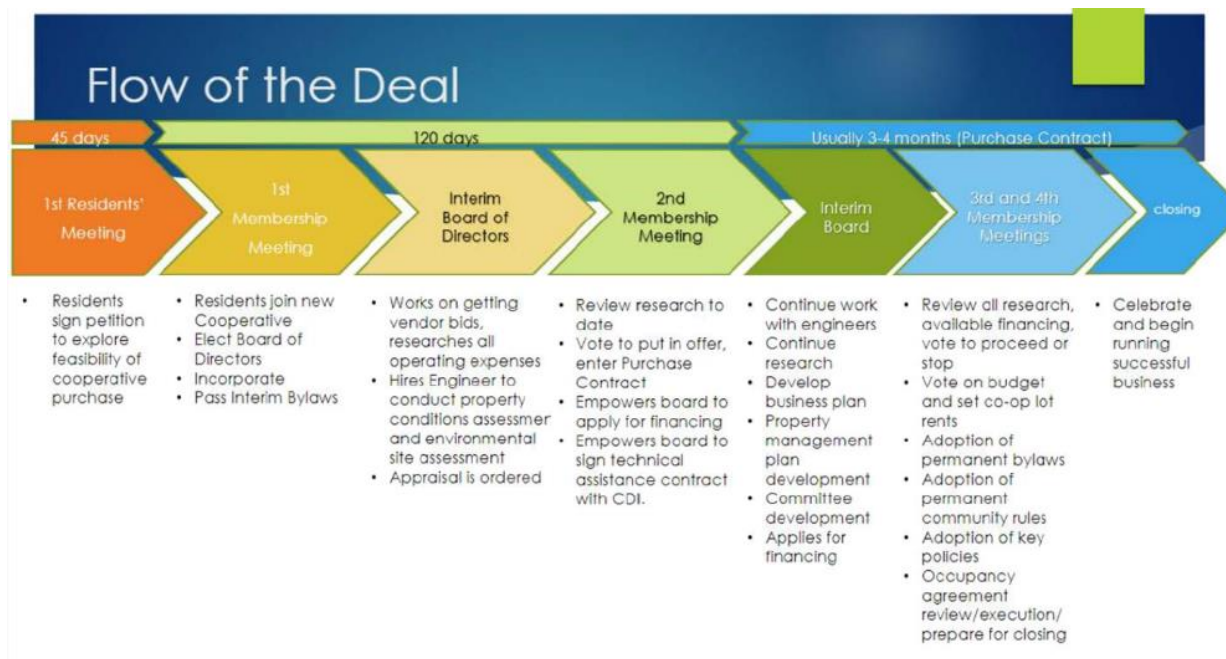 Flow of the Deal
45 days
120 days
Usually 3-4 months (Purchase Contract)
1st Residents'
Meeting
1st
Membership
Meeting
Interim
Board of
Directors
2nd
Membership
Meeting
Interim
Board
3rd and 4th
Membership
Meetings
closing
• Residents
sign petition
to explore
feasibility of
cooperative
purchase
• Residents join new
Cooperative
• Elect Board of
Directors
• Incorporate
• Pass Interim Bylaws
• Works on getting
vendor bids,
researches all
operating expenses
• Hires Engineer to
conduct property
conditions assessmer
and environmental
site assessment
• Appraisal is ordered
• Review research to
date
• Vote to put in offer,
enter Purchase
Contract
• Empowers board to
apply for financing
• Empowers board to
sign technical
assistance contract
with CDI.
• Continue work
with engineers
• Continue
research
• Develop
business plan
• Property
management
plan
development
• Committee
development
• Applies for
financing
• Review all research,
available financing,
vote to proceed or
stop
• Vote on budget
and set co-op lot
rents
• Adoption of
permanent bylaws
• Adoption of
permanent
community rules
• Adoption of key
policies
• Occupancy
agreement
review/execution/
prepare for closing
• Celebrate
and begin
running
successful
business